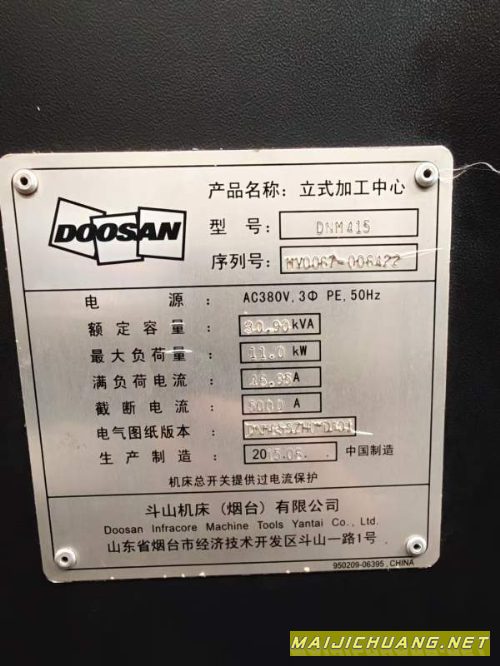 DOOSAN
产品名称：立式加工中心
型 号： DNM415
序列号： MV0067-006422
电 源 ： AC380V, 3Φ PE, 50Hz
额 定 容 量 ： kVA
最 大 负 荷 量 ： 11.0 kW
满 负 荷 电 流 ： A
截 断 电 流 ： 5000 A
电气图纸版本 ：
生 产 制 造 ： 2015.06. 中国制造
机床总开关提供过电流保护
斗山机床（烟台）有限公司
Doosan Infracore Machine Tools Yantai Co., Ltd.
山东省烟台市经济技术开发区斗山一路1号
950209-06395 , CHINA
MAIJICHUANG.NET